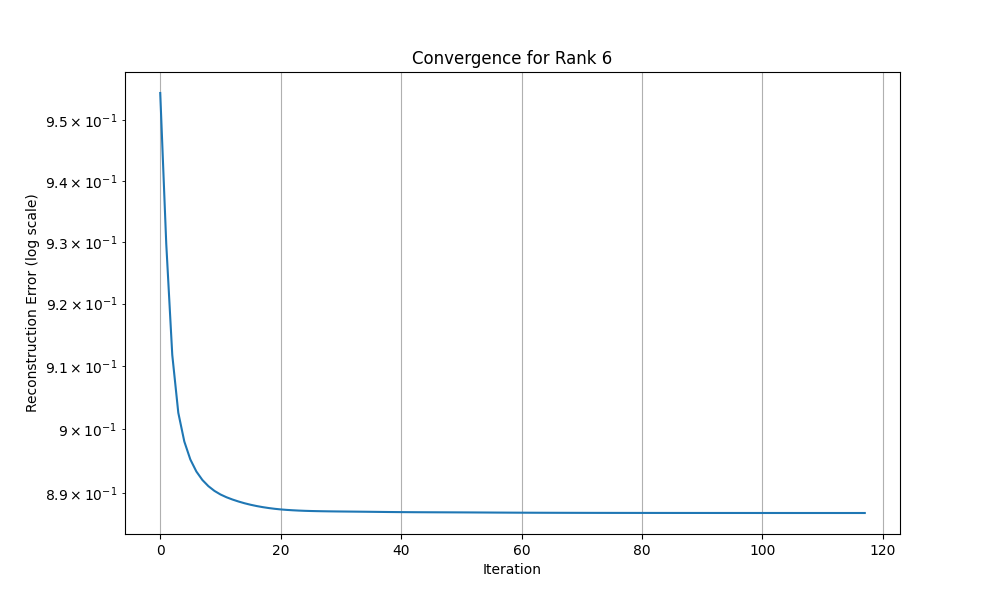 Convergence for Rank 6
Reconstruction Error (log scale)
9.5 × 10⁻¹
9.4 × 10⁻¹
9.3 × 10⁻¹
9.2 × 10⁻¹
9.1 × 10⁻¹
9 × 10⁻¹
8.9 × 10⁻¹
0 20 40 60 80 100 120
Iteration